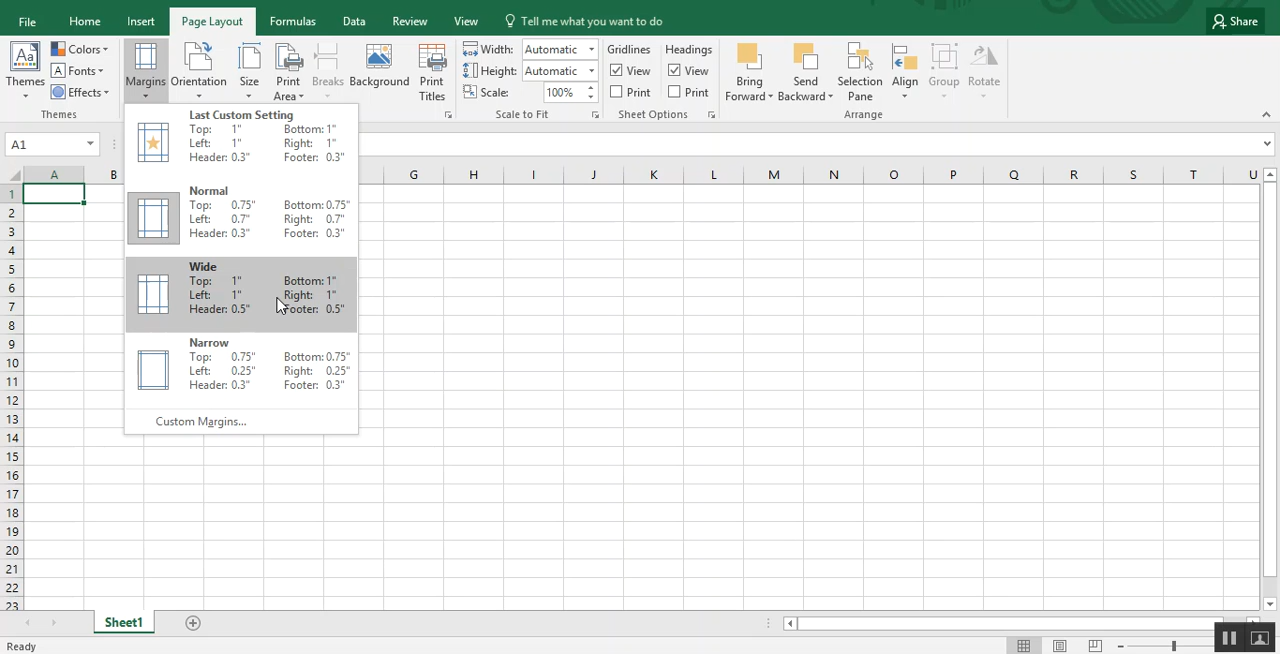 File Home Insert Page Layout Formulas Data Review View Tell me what you want to do Share
Themes Colors Fonts Effects
Themes
Margins Orientation Size Print Area Breaks Background Print Titles
Width: Automatic
Height: Automatic
Scale: 100%
Scale to Fit
Gridlines Headings
View View
Print Print
Sheet Options
Bring Forward Send Backward Selection Pane Align Group Rotate
Arrange
A1
Last Custom Setting
Top: 1" Bottom: 1"
Left: 1" Right: 1"
Header: 0.3" Footer: 0.3"
Normal
Top: 0.75" Bottom: 0.75"
Left: 0.7" Right: 0.7"
Header: 0.3" Footer: 0.3"
Wide
Top: 1" Bottom: 1"
Left: 1" Right: 1"
Header: 0.5" Footer: 0.5"
Narrow
Top: 0.75" Bottom: 0.75"
Left: 0.25" Right: 0.25"
Header: 0.3" Footer: 0.3"
Custom Margins...
A B G H I J K L M N O P Q R S T U
1
2
3
4
5
6
7
8
9
10
11
12
13
14
15
16
17
18
19
20
21
22
23
Sheet1
Ready